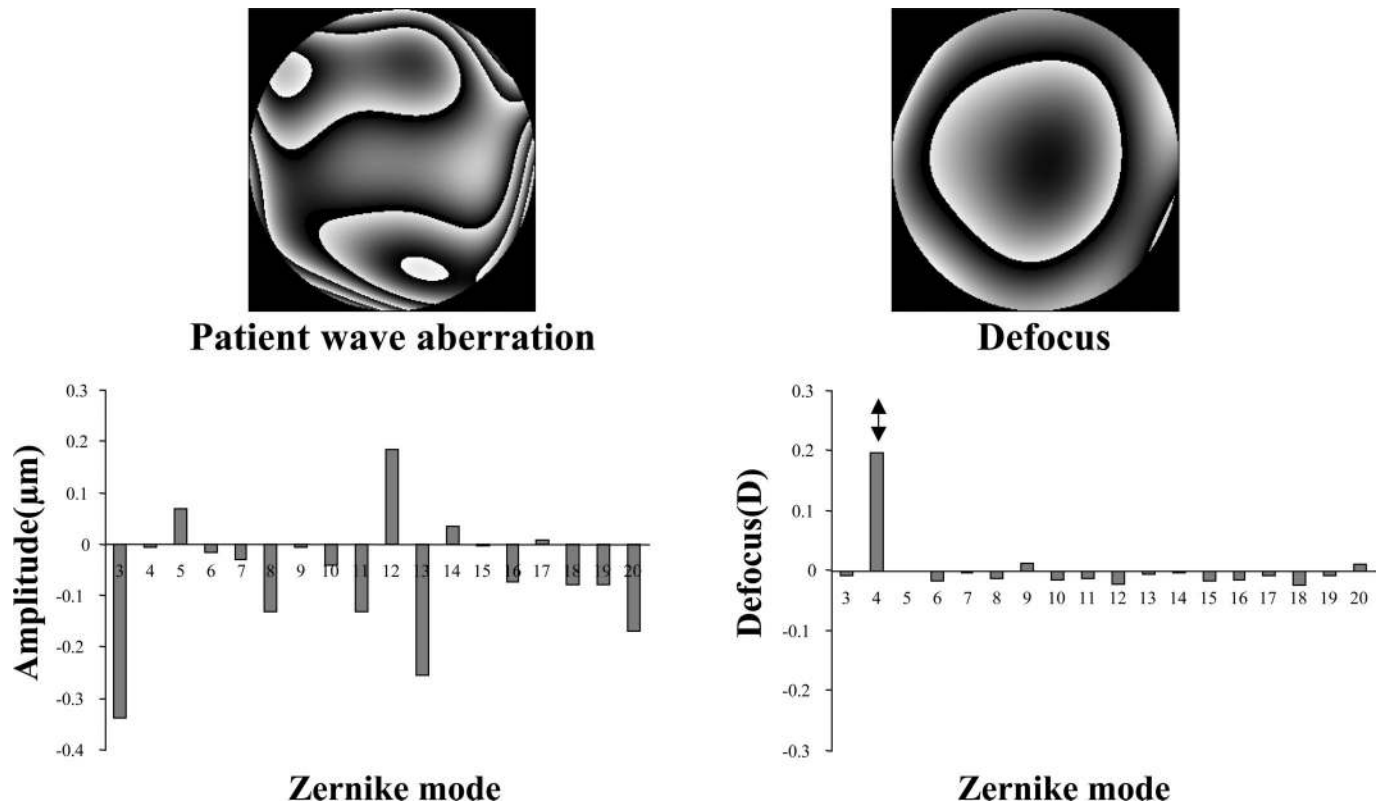 Patient wave aberration
Defocus
0.3
0.2
0.1
0
-0.1
-0.2
-0.3
-0.4
Amplitude(µm)
3 4 5 6 7 8 9 10 11 12 13 14 15 16 17 18 19 20
Zernike mode
0.3
0.2
0.1
0
-0.1
-0.2
-0.3
Defocus(D)
3 4 5 6 7 8 9 10 11 12 13 14 15 16 17 18 19 20
Zernike mode